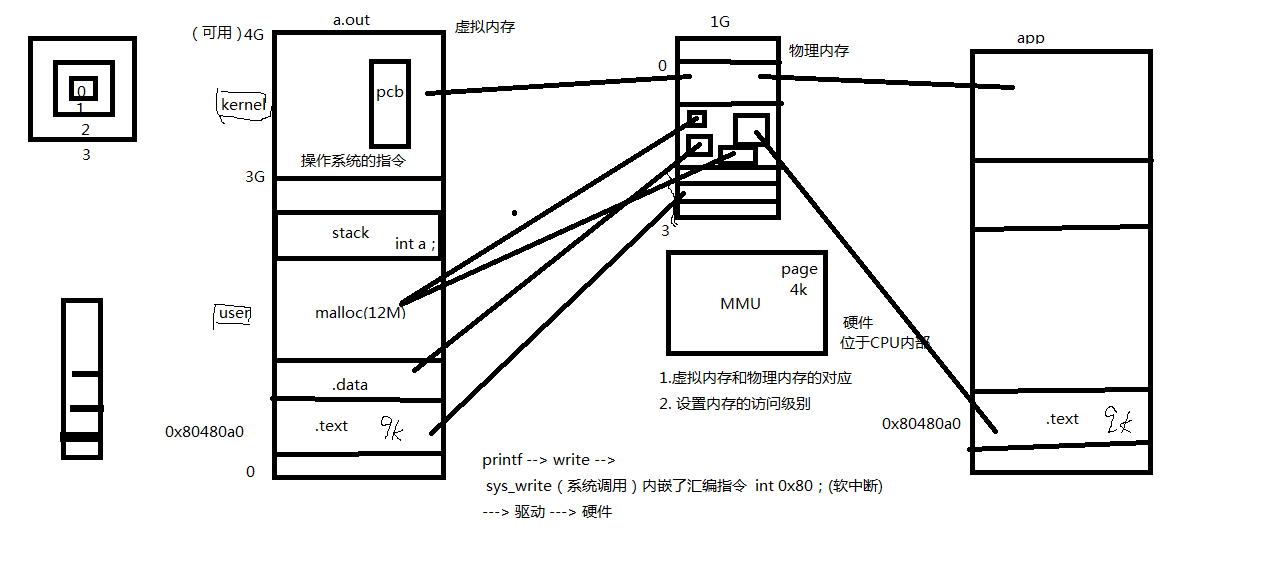 a.out
虚拟内存
(可用) 4G
pcb
kernel
操作系统的指令
3G
stack
int a ;
user
malloc(12M)
.data
.text
9k
0x80480a0
0
0
1
2
3
1G
物理内存
0
3
MMU
page
4k
硬件
位于CPU内部
1.虚拟内存和物理内存的对应
2. 设置内存的访问级别
app
.text
0x80480a0
printf --> write -->
sys_write ( 系统调用 ) 内嵌了汇编指令 int 0x80 ; (软中断)
---> 驱动 ---> 硬件